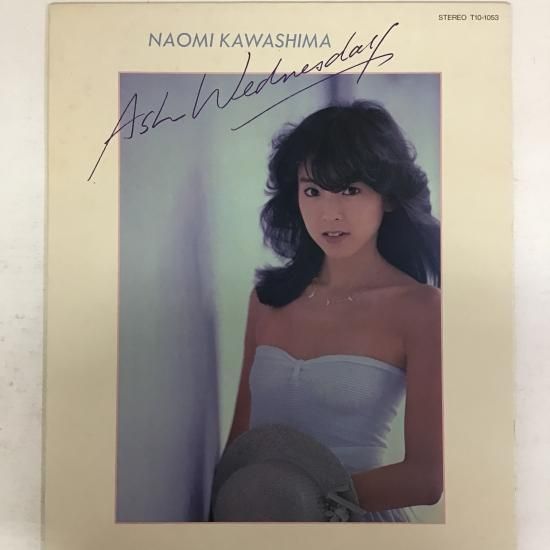 STEREO T10-1053
NAOMI KAWASHIMA
Ash Wednesday